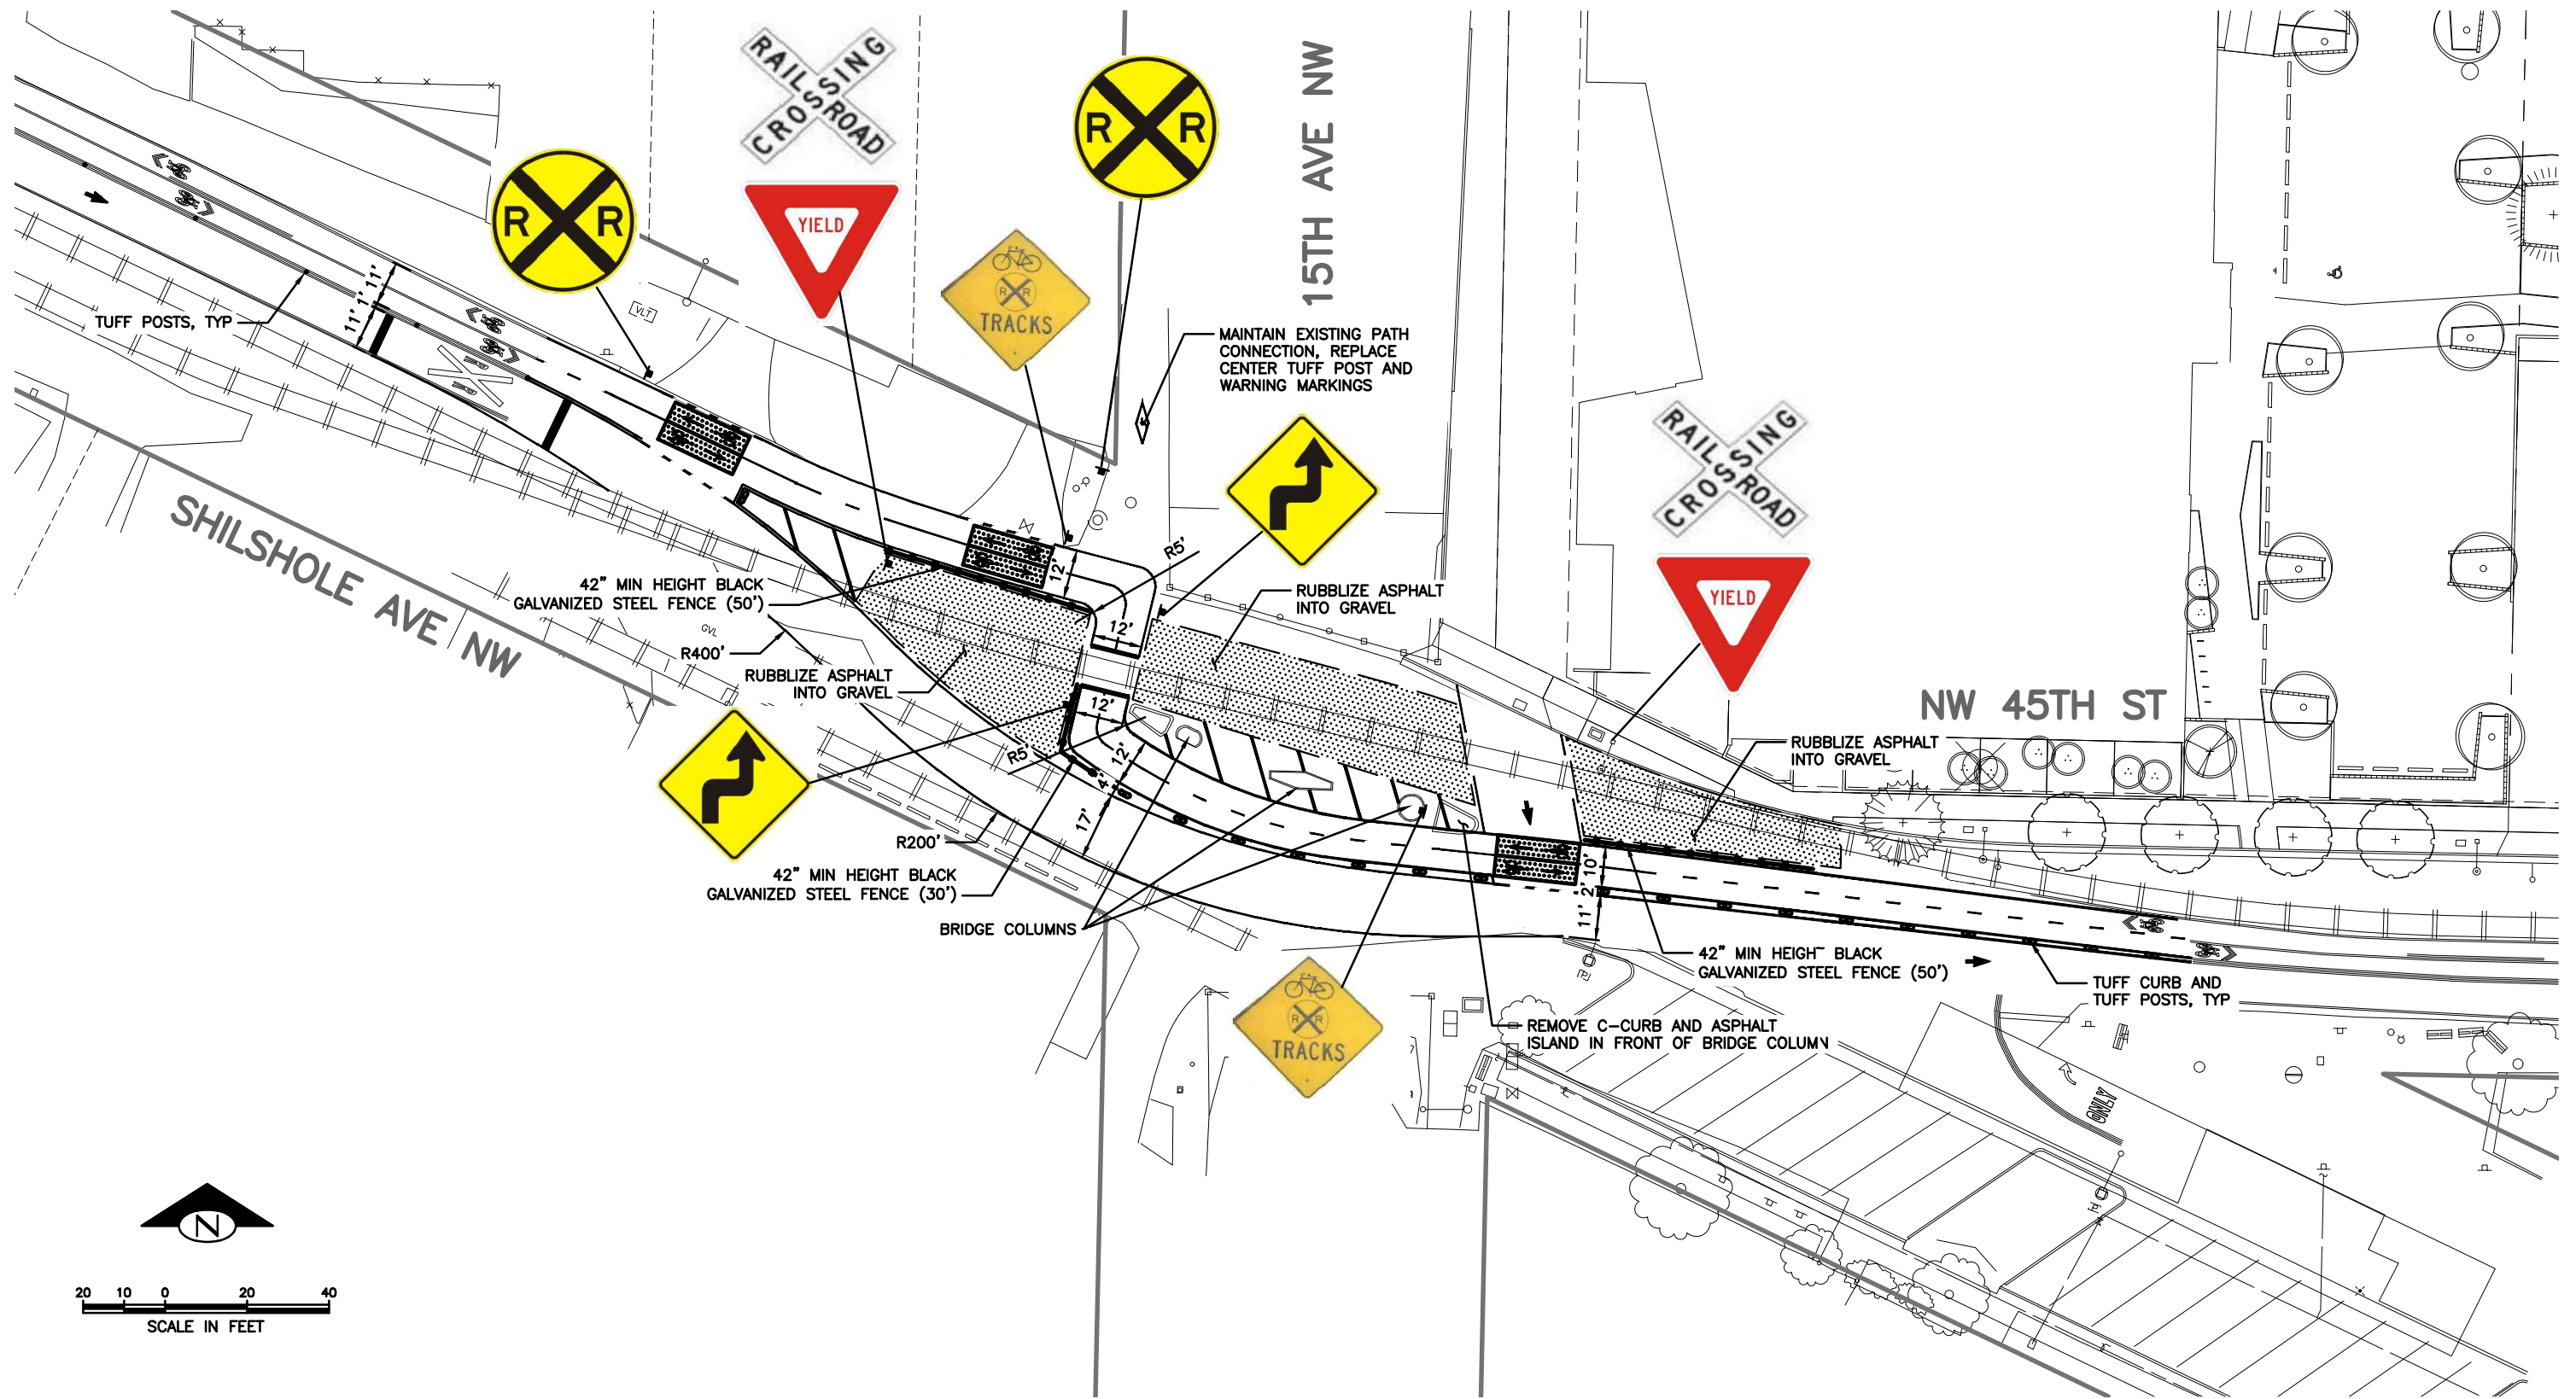 RAILROAD
CROSSING
YIELD
R R
R R
R R
TRACKS
15TH AVE NW
MAINTAIN EXISTING PATH
CONNECTION, REPLACE
CENTER TUFF POST AND
WARNING MARKINGS
TUFF POSTS, TYP
11'
1'
11'
VLT
SHILSHOLE AVE NW
42" MIN HEIGHT BLACK
GALVANIZED STEEL FENCE (50')
GVL
R400'
RUBBLIZE ASPHALT
INTO GRAVEL
12'
R5'
12'
RUBBLIZE ASPHALT
INTO GRAVEL
RAILROAD
CROSSING
YIELD
NW 45TH ST
RUBBLIZE ASPHALT
INTO GRAVEL
12'
R5'
12'
4'
17'
R200'
42" MIN HEIGHT BLACK
GALVANIZED STEEL FENCE (30')
BRIDGE COLUMNS
10'
2'
11'
42" MIN HEIGHT BLACK
GALVANIZED STEEL FENCE (50')
TUFF CURB AND
TUFF POSTS, TYP
R R
TRACKS
REMOVE C-CURB AND ASPHALT
ISLAND IN FRONT OF BRIDGE COLUMN
ONLY
N
20 10 0 20 40
SCALE IN FEET